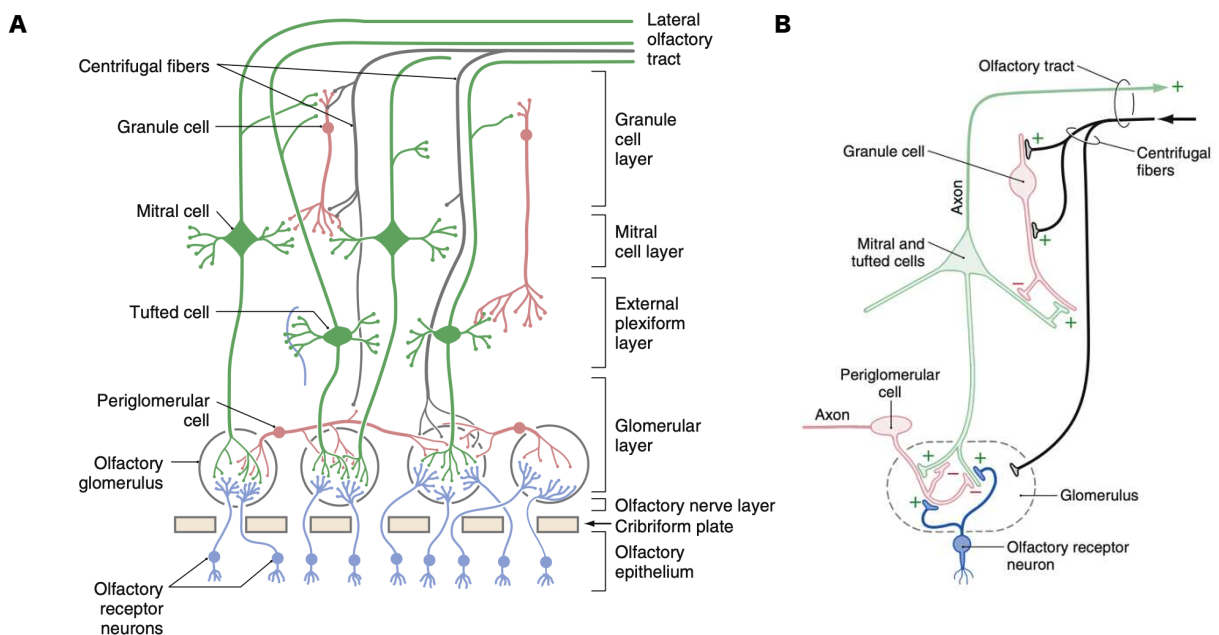 A
Lateral
olfactory
tract
Centrifugal fibers
Granule cell
Granule
cell
layer
Mitral cell
Mitral
cell layer
Tufted cell
External
plexiform
layer
Periglomerular
cell
Glomerular
layer
Olfactory
glomerulus
Olfactory nerve layer
Cribriform plate
Olfactory
epithelium
Olfactory
receptor
neurons
B
Olfactory tract
+
Granule cell
+
Centrifugal
fibers
Axon
Mitral and
tufted cells
+
−
+
Periglomerular
cell
Axon
+
−
+
−
+
Glomerulus
Olfactory receptor
neuron